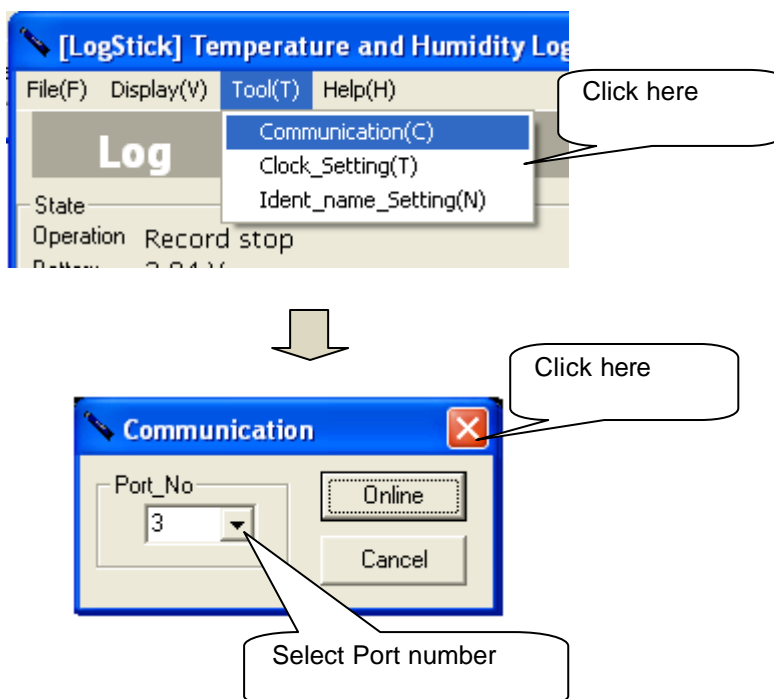 [LogStick] Temperature and Humidity Log
File(F) Display(V) Tool(T) Help(H)
Click here
Communication(C)
Log
Clock_Setting(T)
Ident_name_Setting(N)
State
Operation Record stop
Click here
Communication
Port_No
3
Online
Cancel
Select Port number